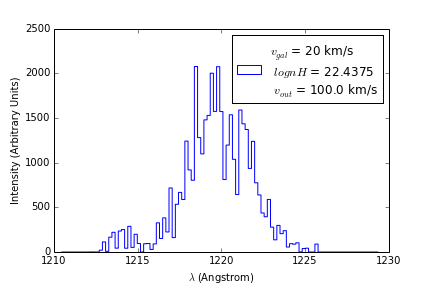 2500
2000
1500
1000
500
0
Intensity (Arbitrary Units)
v_gal = 20 km/s
lognH = 22.4375
v_out = 100.0 km/s
1210 1215 1220 1225 1230
λ (Angstrom)